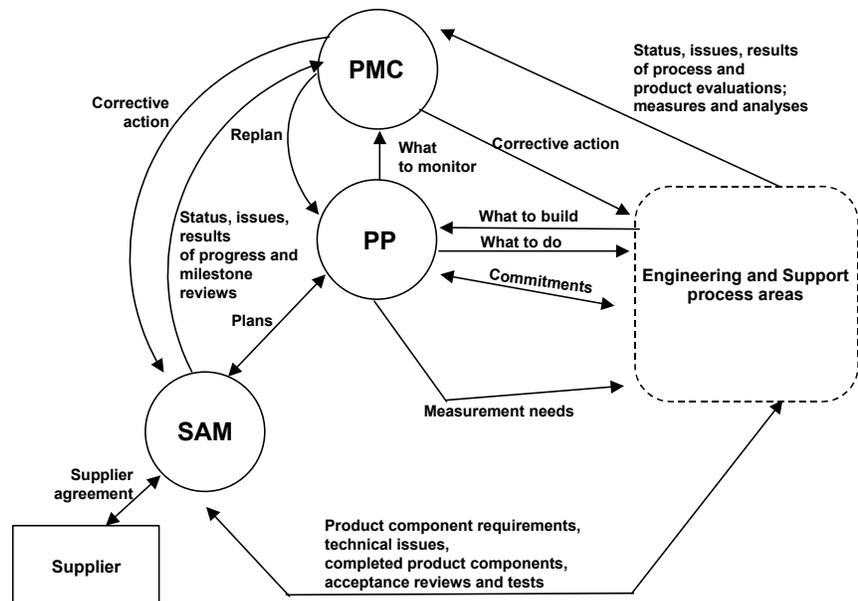 PMC
Status, issues, results
of process and
product evaluations;
measures and analyses
Corrective
action
Replan
What
to monitor
Corrective action
Status, issues,
results
of progress and
milestone
reviews
PP
What to build
What to do
Commitments
Engineering and Support
process areas
Plans
Measurement needs
SAM
Supplier
agreement
Supplier
Product component requirements,
technical issues,
completed product components,
acceptance reviews and tests